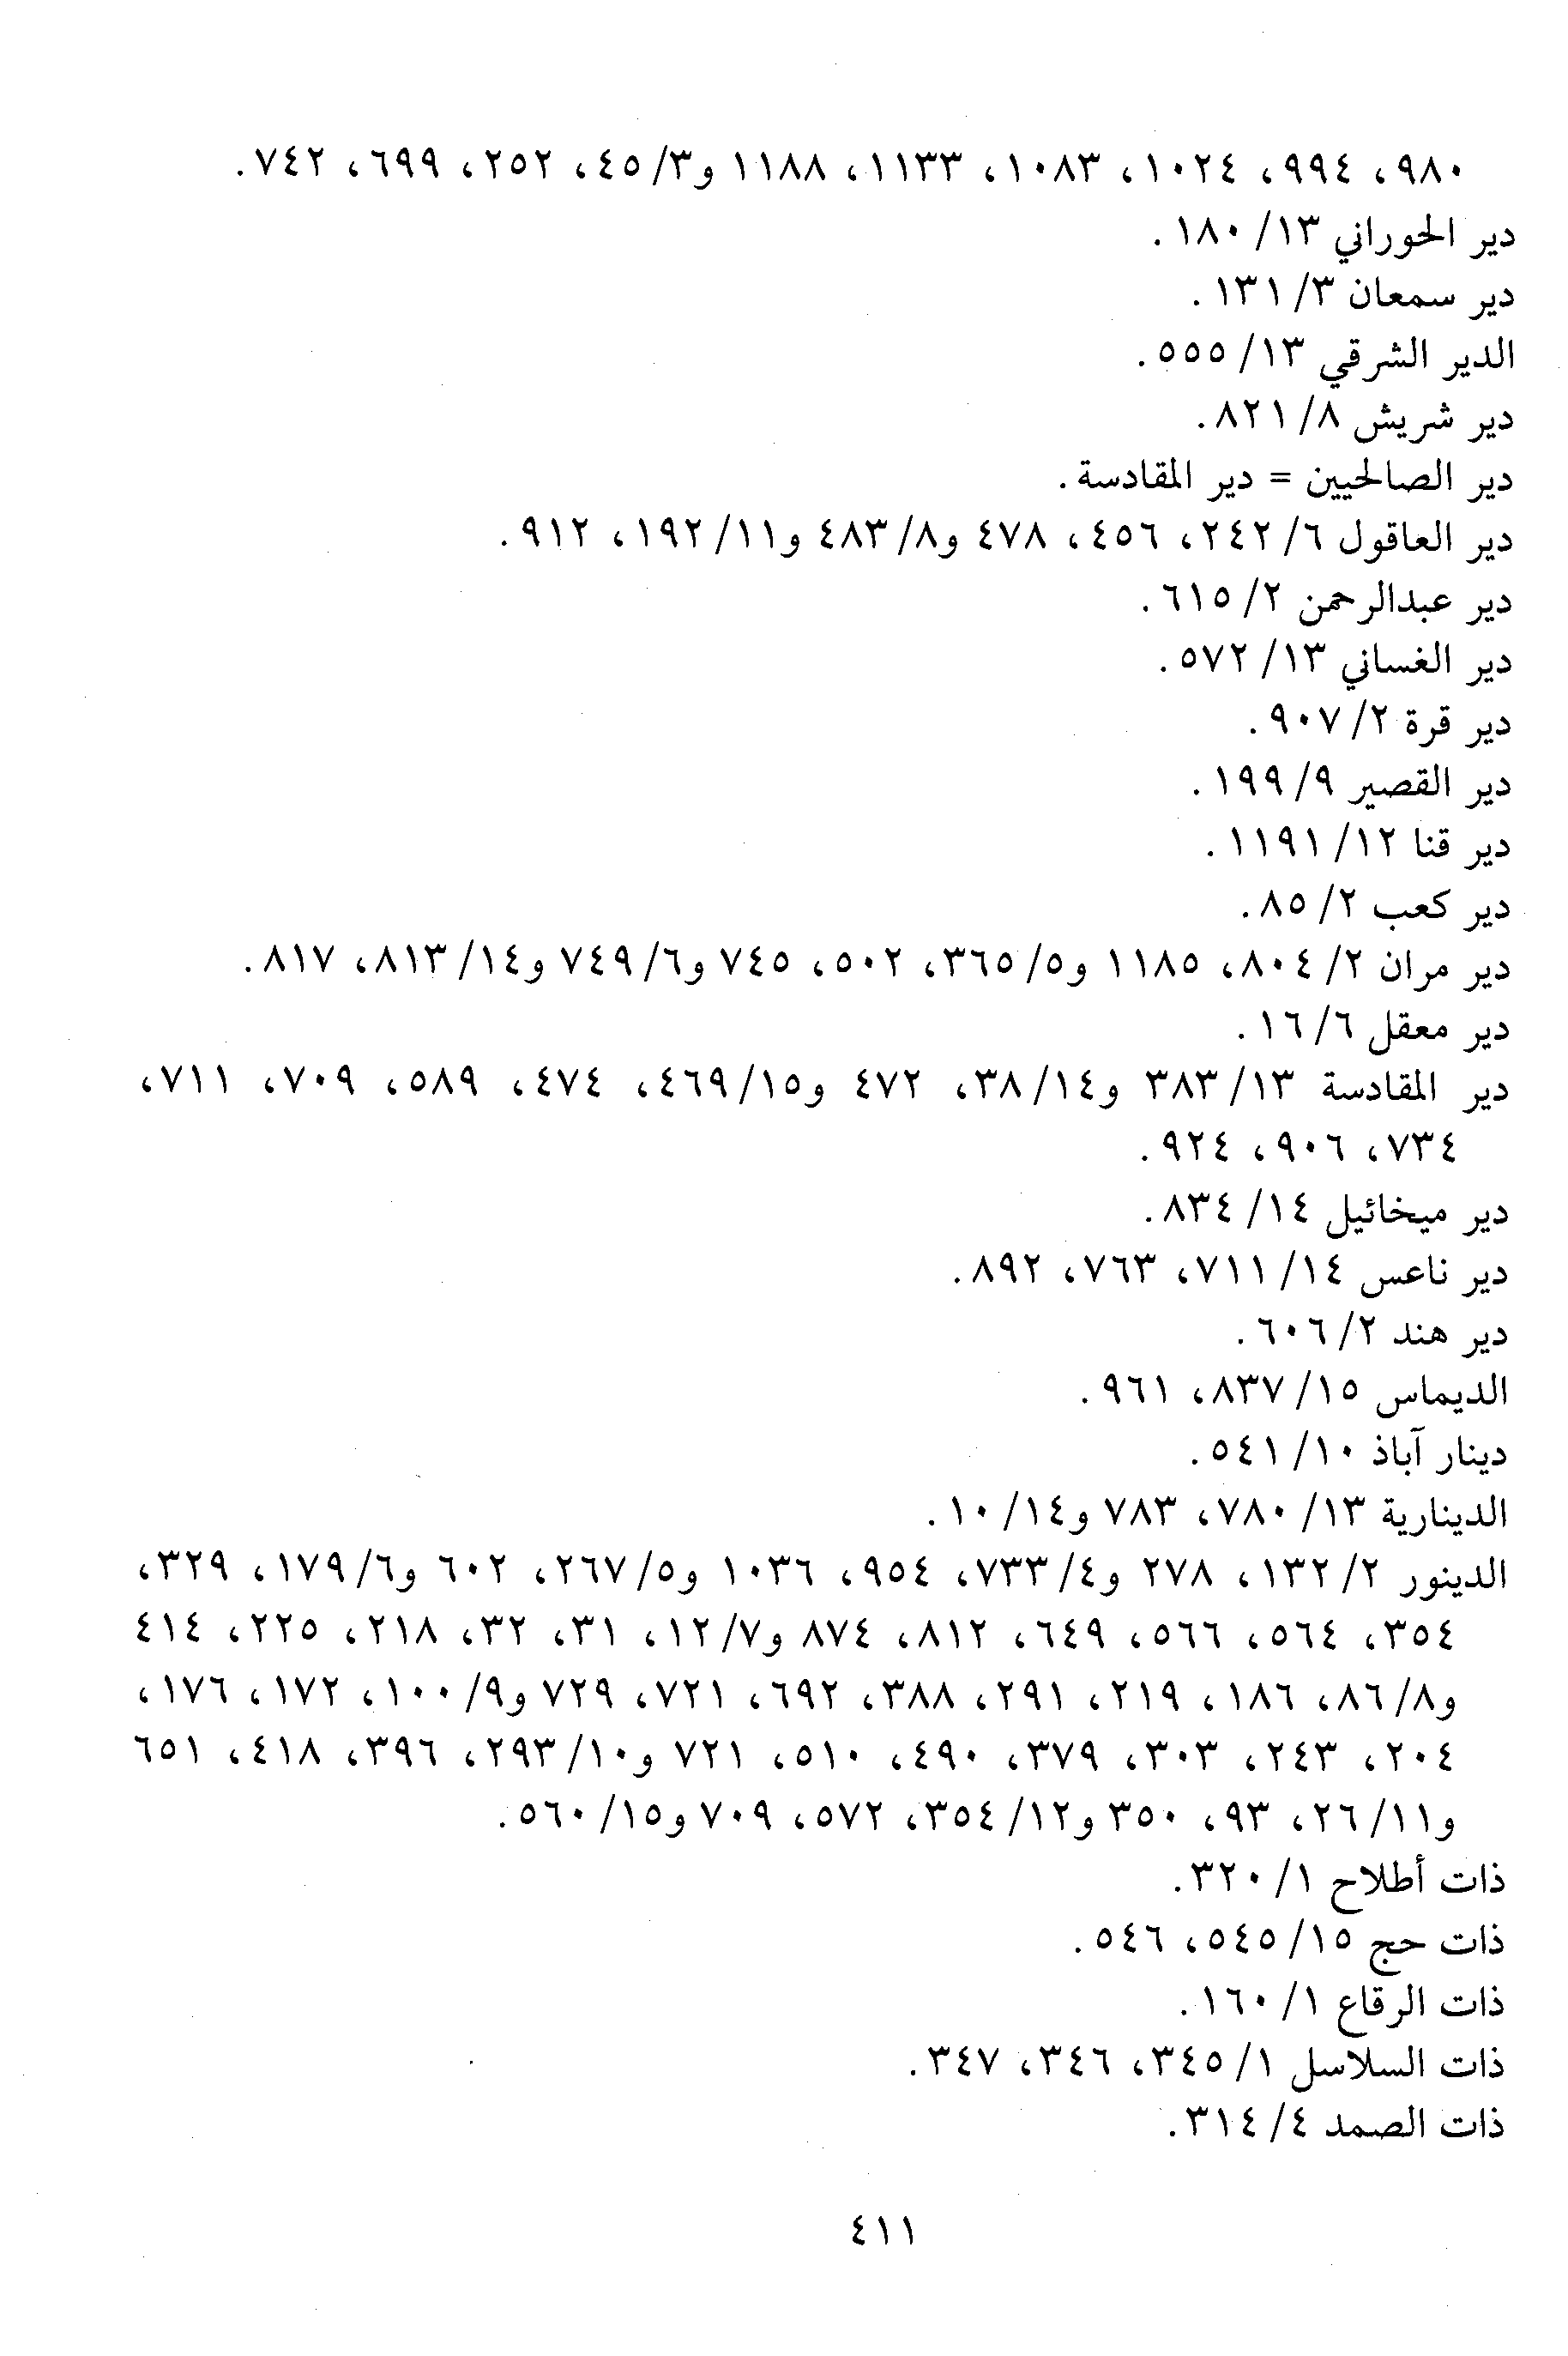 ٩٨٠، ٩٩٤، ١٠٢٤، ١٠٨٣، ١١٣٣، ١١٨٨ و٣/ ٤٥، ٢٥٢، ٦٩٩، ٧٤٢.
دير الحوراني ١٣/ ١٨٠.
دير سمعان ٣/ ١٣١.
الدير الشرقي ١٣/ ٥٥٥.
دير شريش ٨/ ٨٢١.
دير الصالحيين = دير المقادسة.
دير العاقول ٦/ ٢٤٢، ٤٥٦، ٤٧٨ و٨/ ٤٨٣ و١١/ ١٩٢، ٩١٢.
دير عبدالرحمن ٢/ ٦١٥.
دير الغساني ١٣/ ٥٧٢.
دير قرة ٢/ ٩٠٧.
دير القصير ٩/ ١٩٩.
دير قنا ١٢/ ١١٩١.
دير كعب ٢/ ٨٥.
دير مران ٢/ ٨٠٤، ١١٨٥ و٥/ ٣٦٥، ٥٠٢، ٧٤٥ و٦/ ٧٤٩ و١٤/ ٨١٣، ٨١٧.
دير معقل ٦/ ١٦.
دير المقادسة ١٣/ ٣٨٣ و١٤/ ٣٨، ٤٧٢ و١٥/ ٤٦٩، ٤٧٤، ٥٨٩، ٧٠٩، ٧١١،
٧٣٤، ٩٠٦، ٩٢٤.
دير ميخائيل ١٤/ ٨٣٤.
دير ناعس ١٤/ ٧١١، ٧٦٣، ٨٩٢.
دير هند ٢/ ٦٠٦.
الديماس ١٥/ ٨٣٧، ٩٦١.
دينار آباذ ١٠/ ٥٤١.
الدينارية ١٣/ ٧٨٠، ٧٨٣ و١٤/ ١٠.
الدينور ٢/ ١٣٢، ٢٧٨ و٤/ ٧٣٣، ٩٥٤، ١٠٣٦ و٥/ ٢٦٧، ٦٠٢ و٦/ ١٧٩، ٣٢٩،
٣٥٤، ٥٦٤، ٥٦٦، ٦٤٩، ٨١٢، ٨٧٤ و٧/ ١٢، ٣١، ٣٢، ٢١٨، ٢٢٥، ٤١٤
و٨/ ٨٦، ١٨٦، ٢١٩، ٢٩١، ٣٨٨، ٦٩٢، ٧٢١، ٧٢٩ و٩/ ١٠٠، ١٧٢، ١٧٦،
٢٠٤، ٢٤٣، ٣٠٣، ٣٧٩، ٤٩٠، ٥١٠، ٧٢١ و١٠/ ٢٩٣، ٣٩٦، ٤١٨، ٦٥١
و١١/ ٢٦، ٩٣، ٣٥٠ و١٢/ ٣٥٤، ٥٧٢، ٧٠٩ و١٥/ ٥٦٠.
ذات أطلاح ١/ ٣٢٠.
ذات حج ١٥/ ٥٤٥، ٥٤٦.
ذات الرقاع ١/ ١٦٠.
ذات السلاسل ١/ ٣٤٥، ٣٤٦، ٣٤٧.
ذات الصمد ٤/ ٣١٤.
٤١١